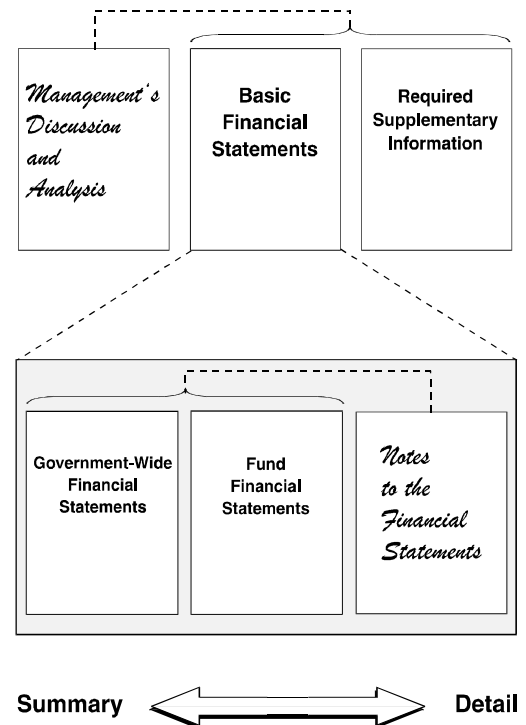 Management's
Discussion
and
Analysis
Basic
Financial
Statements
Required
Supplementary
Information
Government-Wide
Financial
Statements
Fund
Financial
Statements
Notes
to the
Financial
Statements
Summary
Detail